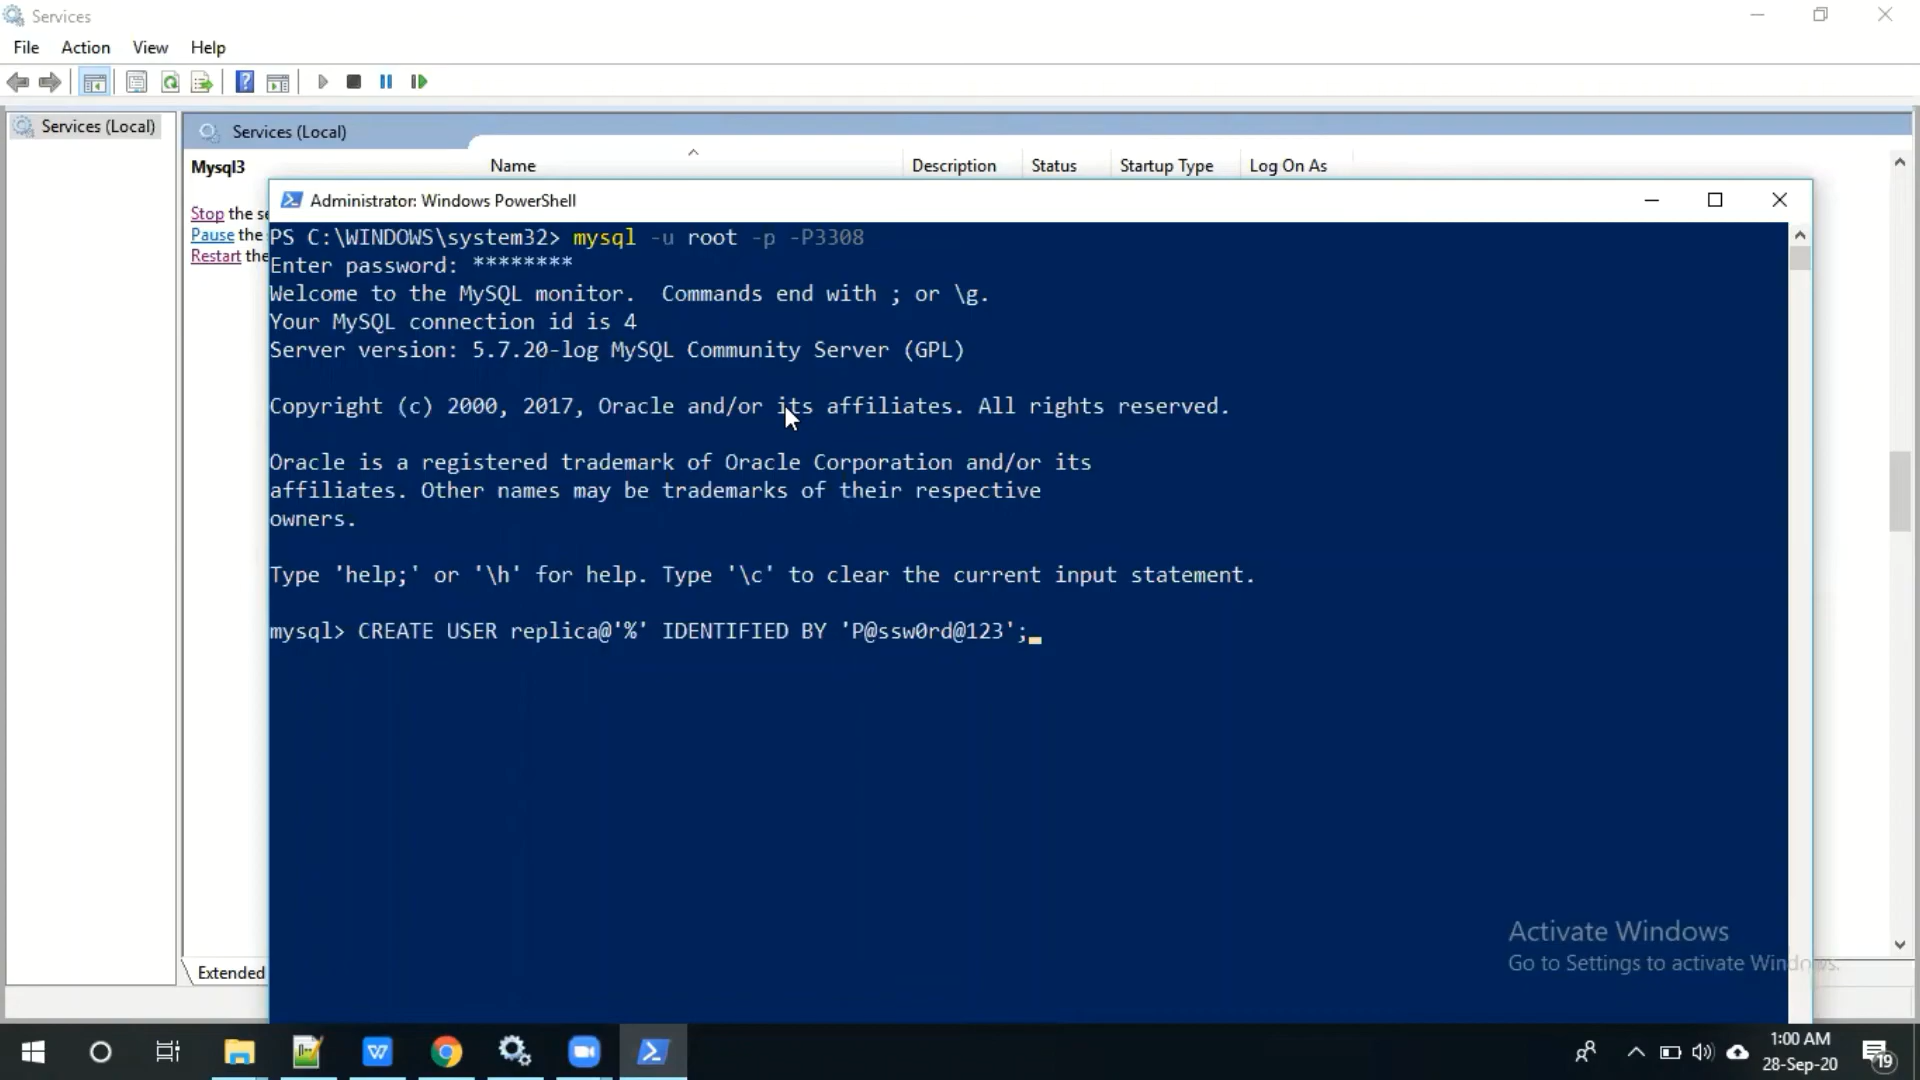 Services
File Action View Help
Services (Local)
Services (Local)
Mysql3
Name Description Status Startup Type Log On As
Stop the se
Pause the
Restart the
Administrator: Windows PowerShell
PS C:\WINDOWS\system32> mysql -u root -p -P3308
Enter password: ********
Welcome to the MySQL monitor.  Commands end with ; or \g.
Your MySQL connection id is 4
Server version: 5.7.20-log MySQL Community Server (GPL)
Copyright (c) 2000, 2017, Oracle and/or its affiliates. All rights reserved.
Oracle is a registered trademark of Oracle Corporation and/or its
affiliates. Other names may be trademarks of their respective
owners.
Type 'help;' or '\h' for help. Type '\c' to clear the current input statement.
mysql> CREATE USER replica@'%' IDENTIFIED BY 'P@ssw0rd@123';
Activate Windows
Go to Settings to activate Windows.
Extended
1:00 AM
28-Sep-20
19